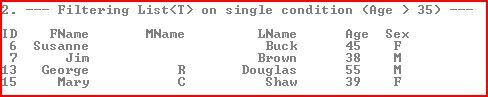 2. --- Filtering List<T> on single condition (Age > 35) ---
ID FName MName LName Age Sex
6 Susanne Buck 45 F
7 Jim Brown 38 M
13 George R Douglas 55 M
15 Mary C Shaw 39 F